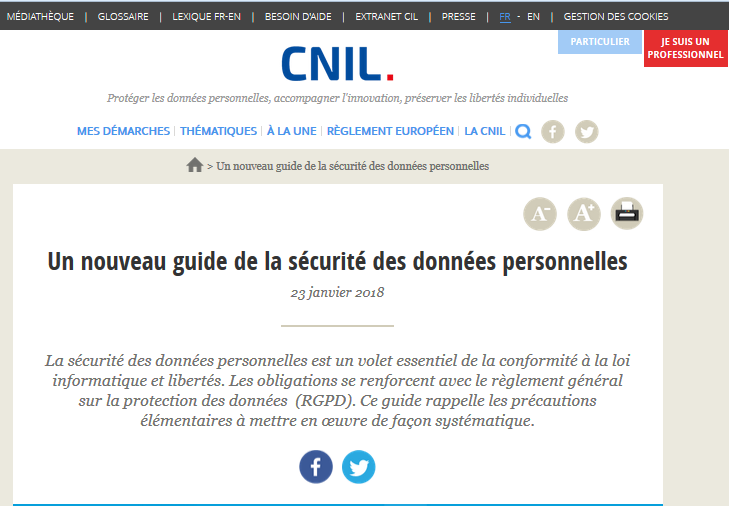 MÉDIATHÈQUE | GLOSSAIRE | LEXIQUE FR-EN | BESOIN D'AIDE | EXTRANET CIL | PRESSE | FR - EN | GESTION DES COOKIES
PARTICULIER
JE SUIS UN
PROFESSIONNEL
CNIL.
Protéger les données personnelles, accompagner l'innovation, préserver les libertés individuelles
MES DÉMARCHES | THÉMATIQUES | À LA UNE | RÈGLEMENT EUROPÉEN | LA CNIL
> Un nouveau guide de la sécurité des données personnelles
A- A+
Un nouveau guide de la sécurité des données personnelles
23 janvier 2018
La sécurité des données personnelles est un volet essentiel de la conformité à la loi
informatique et libertés. Les obligations se renforcent avec le règlement général
sur la protection des données (RGPD). Ce guide rappelle les précautions
élémentaires à mettre en œuvre de façon systématique.